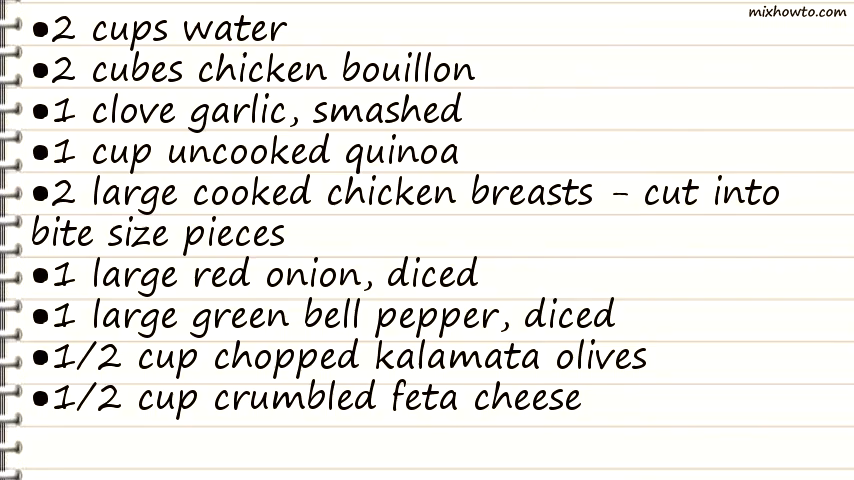 mixhowto.com
•2 cups water
•2 cubes chicken bouillon
•1 clove garlic, smashed
•1 cup uncooked quinoa
•2 large cooked chicken breasts - cut into
bite size pieces
•1 large red onion, diced
•1 large green bell pepper, diced
•1/2 cup chopped kalamata olives
•1/2 cup crumbled feta cheese